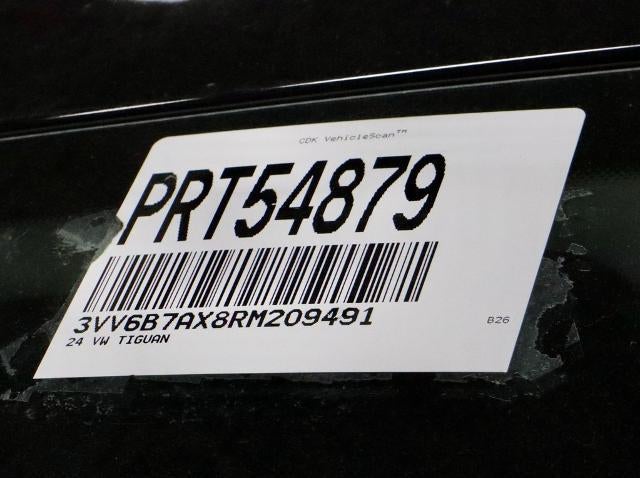 CDK VehicleScan™
PRT54879
3VV6B7AX8RM209491
24 VW TIGUAN
B26